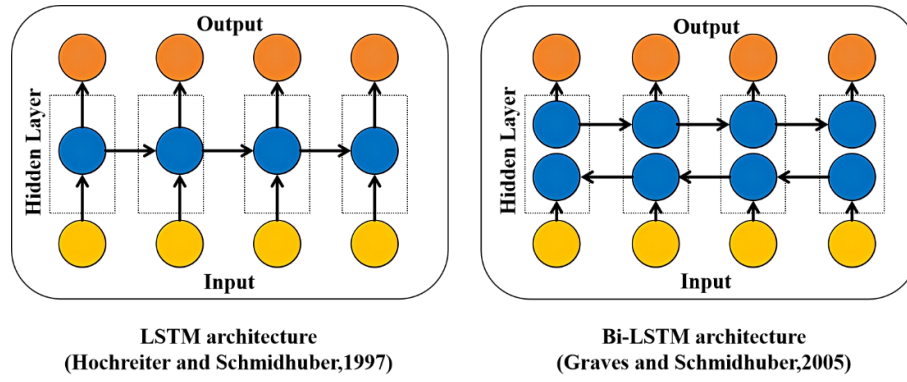 Output
Hidden Layer
Input
LSTM architecture
(Hochreiter and Schmidhuber,1997)
Output
Hidden Layer
Input
Bi-LSTM architecture
(Graves and Schmidhuber,2005)